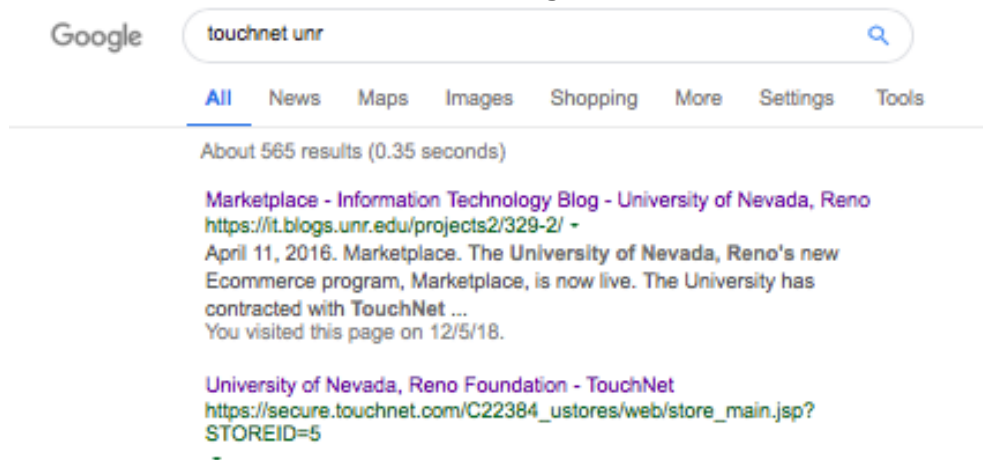 Google touchnet unr
All News Maps Images Shopping More Settings Tools
About 565 results (0.35 seconds)
Marketplace - Information Technology Blog - University of Nevada, Reno
https://it.blogs.unr.edu/projects2/329-2/
April 11, 2016. Marketplace. The University of Nevada, Reno's new
Ecommerce program, Marketplace, is now live. The University has
contracted with TouchNet ...
You visited this page on 12/5/18.
University of Nevada, Reno Foundation - TouchNet
https://secure.touchnet.com/C22384_ustores/web/store_main.jsp?
STOREID=5